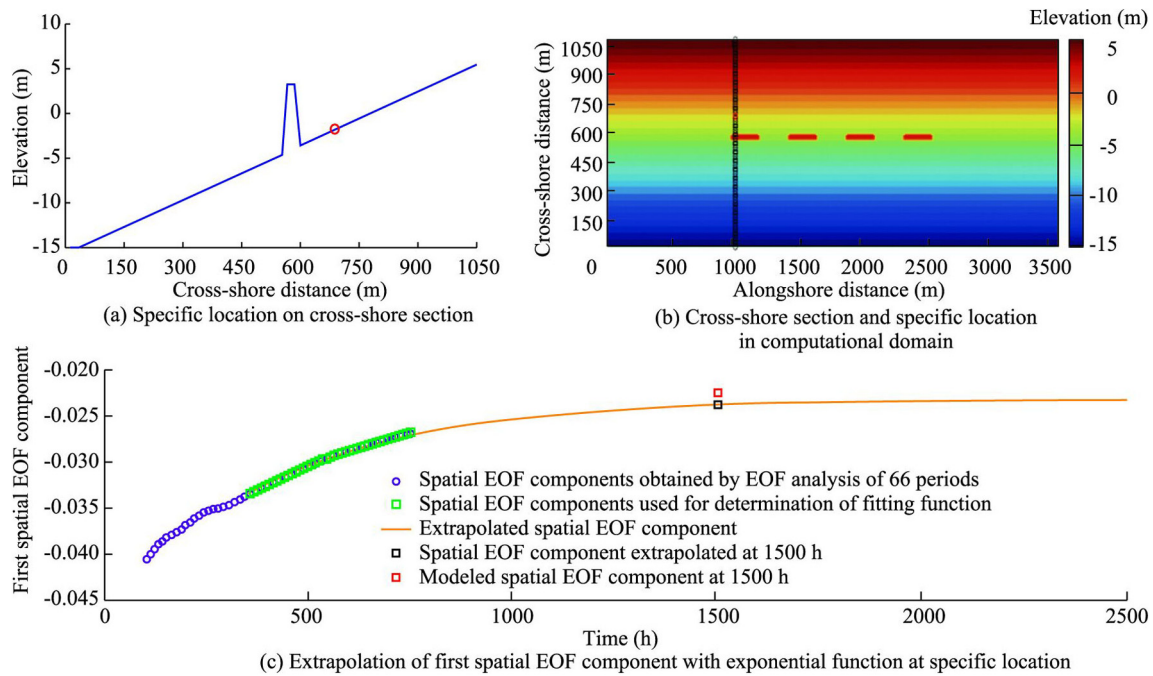 10
5
0
-5
-10
-15
Elevation (m)
0 150 300 450 600 750 900 1050
Cross-shore distance (m)
(a) Specific location on cross-shore section
Elevation (m)
1050
900
750
600
450
300
150
0
Cross-shore distance (m)
500 1000 1500 2000 2500 3000 3500
Alongshore distance (m)
5
0
-5
-10
-15
(b) Cross-shore section and specific location
in computational domain
-0.020
-0.025
-0.030
-0.035
-0.040
-0.045
First spatial EOF component
Spatial EOF components obtained by EOF analysis of 66 periods
Spatial EOF components used for determination of fitting function
Extrapolated spatial EOF component
Spatial EOF component extrapolated at 1500 h
Modeled spatial EOF component at 1500 h
0 500 1000 1500 2000 2500
Time (h)
(c) Extrapolation of first spatial EOF component with exponential function at specific location